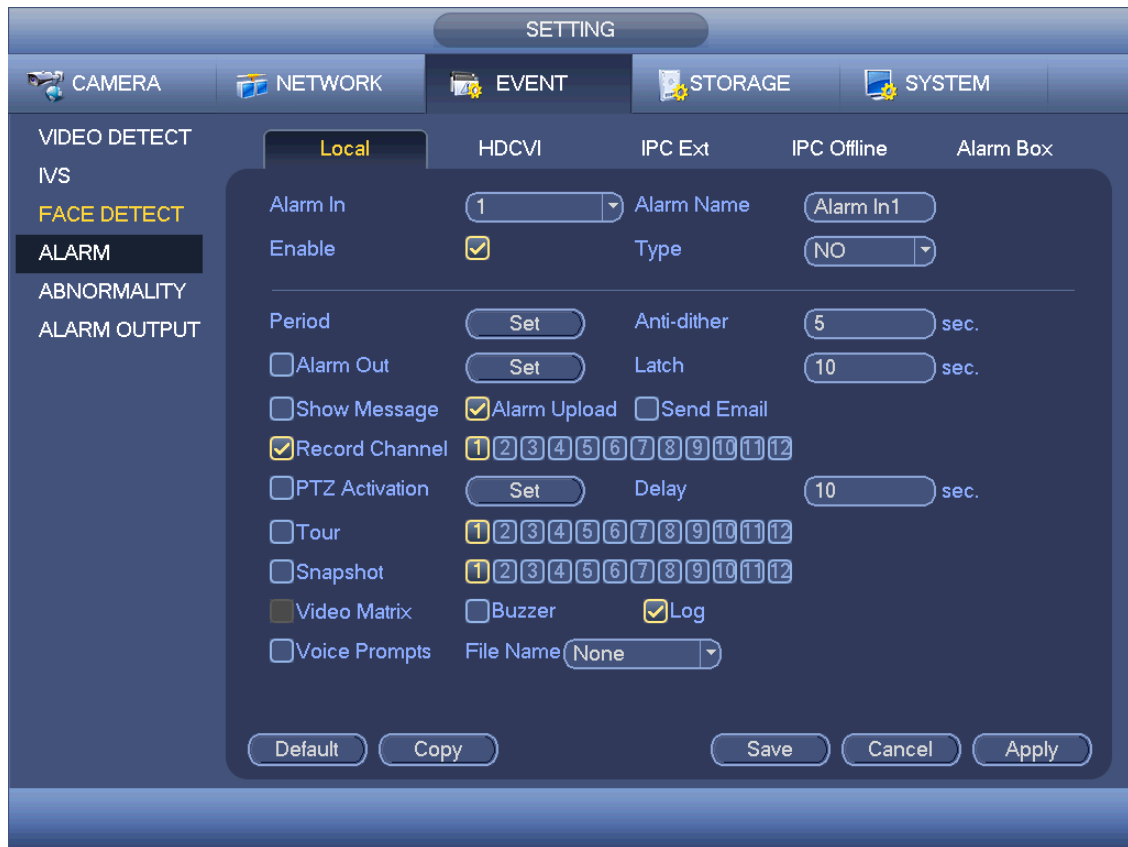 SETTING
CAMERA NETWORK EVENT STORAGE SYSTEM
VIDEO DETECT
IVS
FACE DETECT
ALARM
ABNORMALITY
ALARM OUTPUT
Local HDCVI IPC Ext IPC Offline Alarm Box
Alarm In 1 Alarm Name Alarm In1
Enable Type NO
Period Set Anti-dither 5 sec.
Alarm Out Set Latch 10 sec.
Show Message Alarm Upload Send Email
Record Channel 1 2 3 4 5 6 7 8 9 10 11 12
PTZ Activation Set Delay 10 sec.
Tour 1 2 3 4 5 6 7 8 9 10 11 12
Snapshot 1 2 3 4 5 6 7 8 9 10 11 12
Video Matrix Buzzer Log
Voice Prompts File Name None
Default Copy Save Cancel Apply